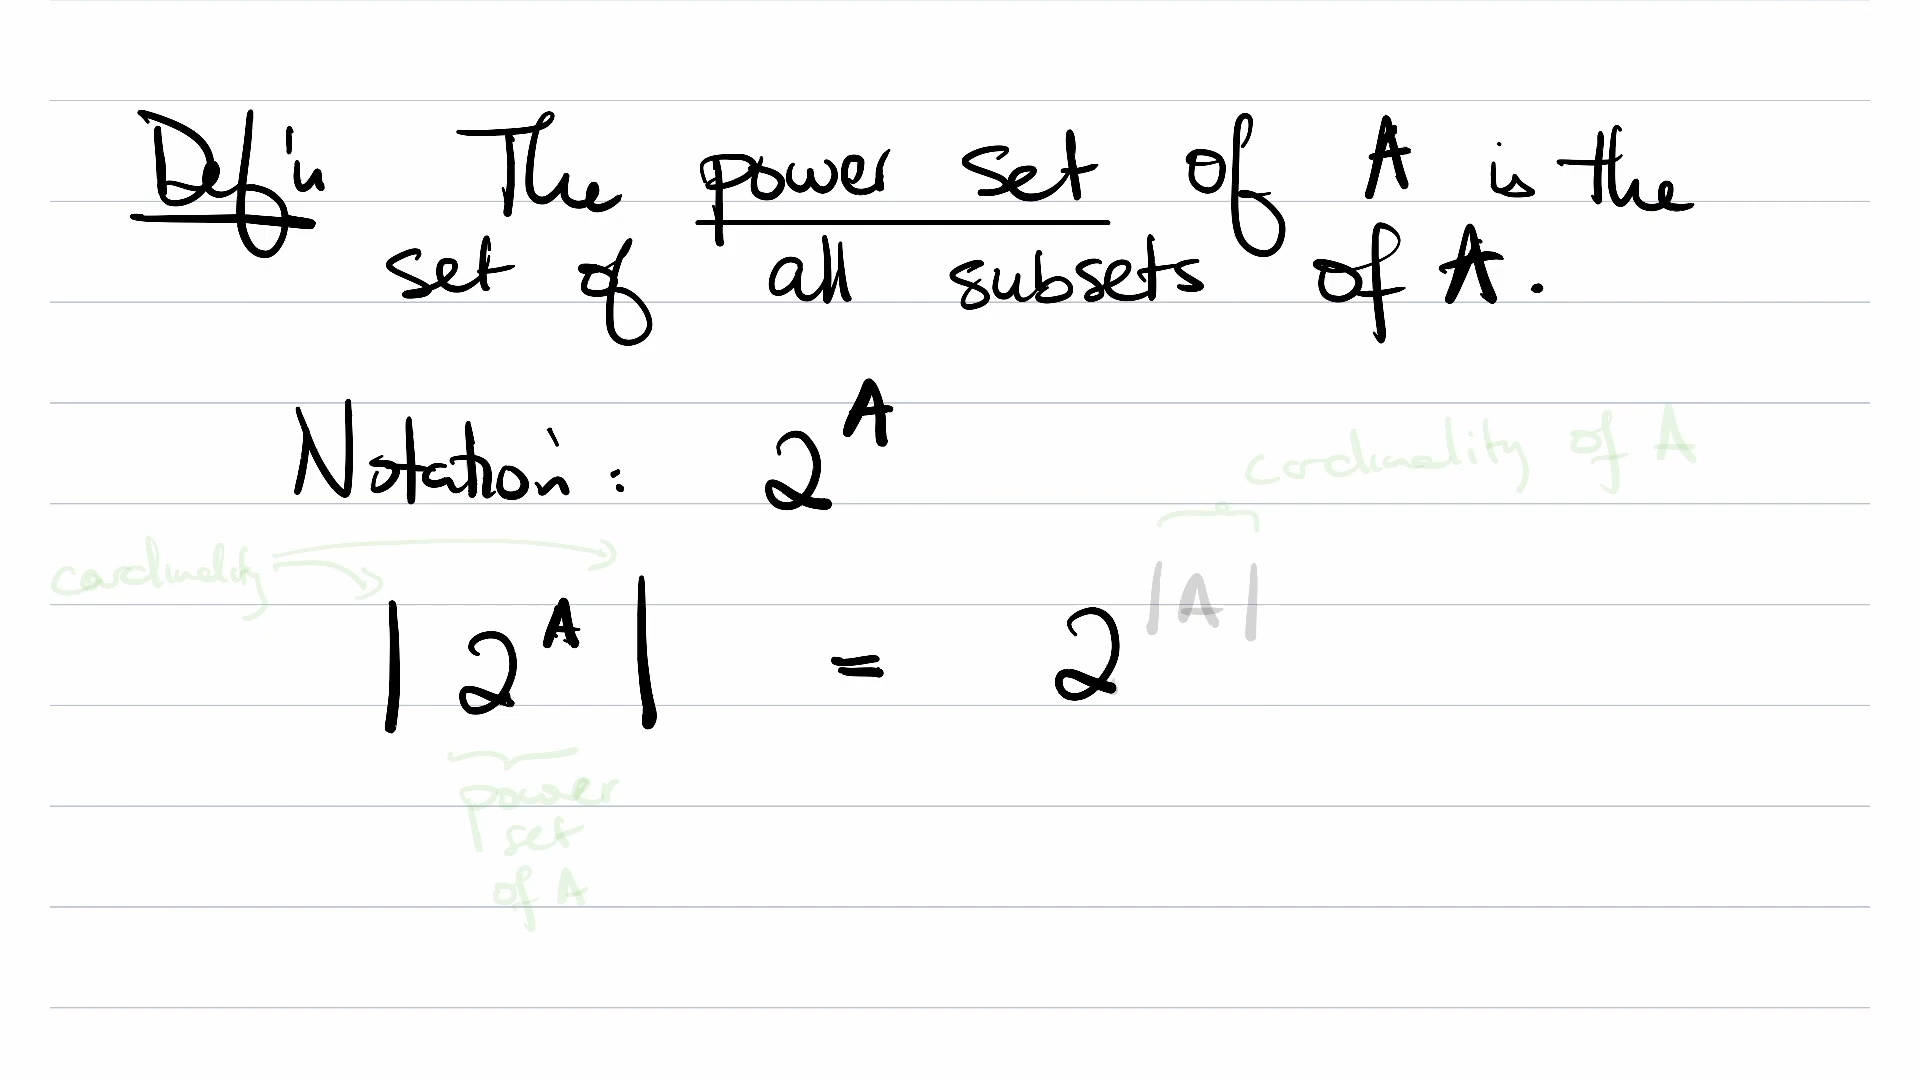 Def'n The power set of A is the
set of all subsets of A.
Notation: 2^A
cardinality of A
cardinality
|2^A| = 2^|A|
power
set
of A